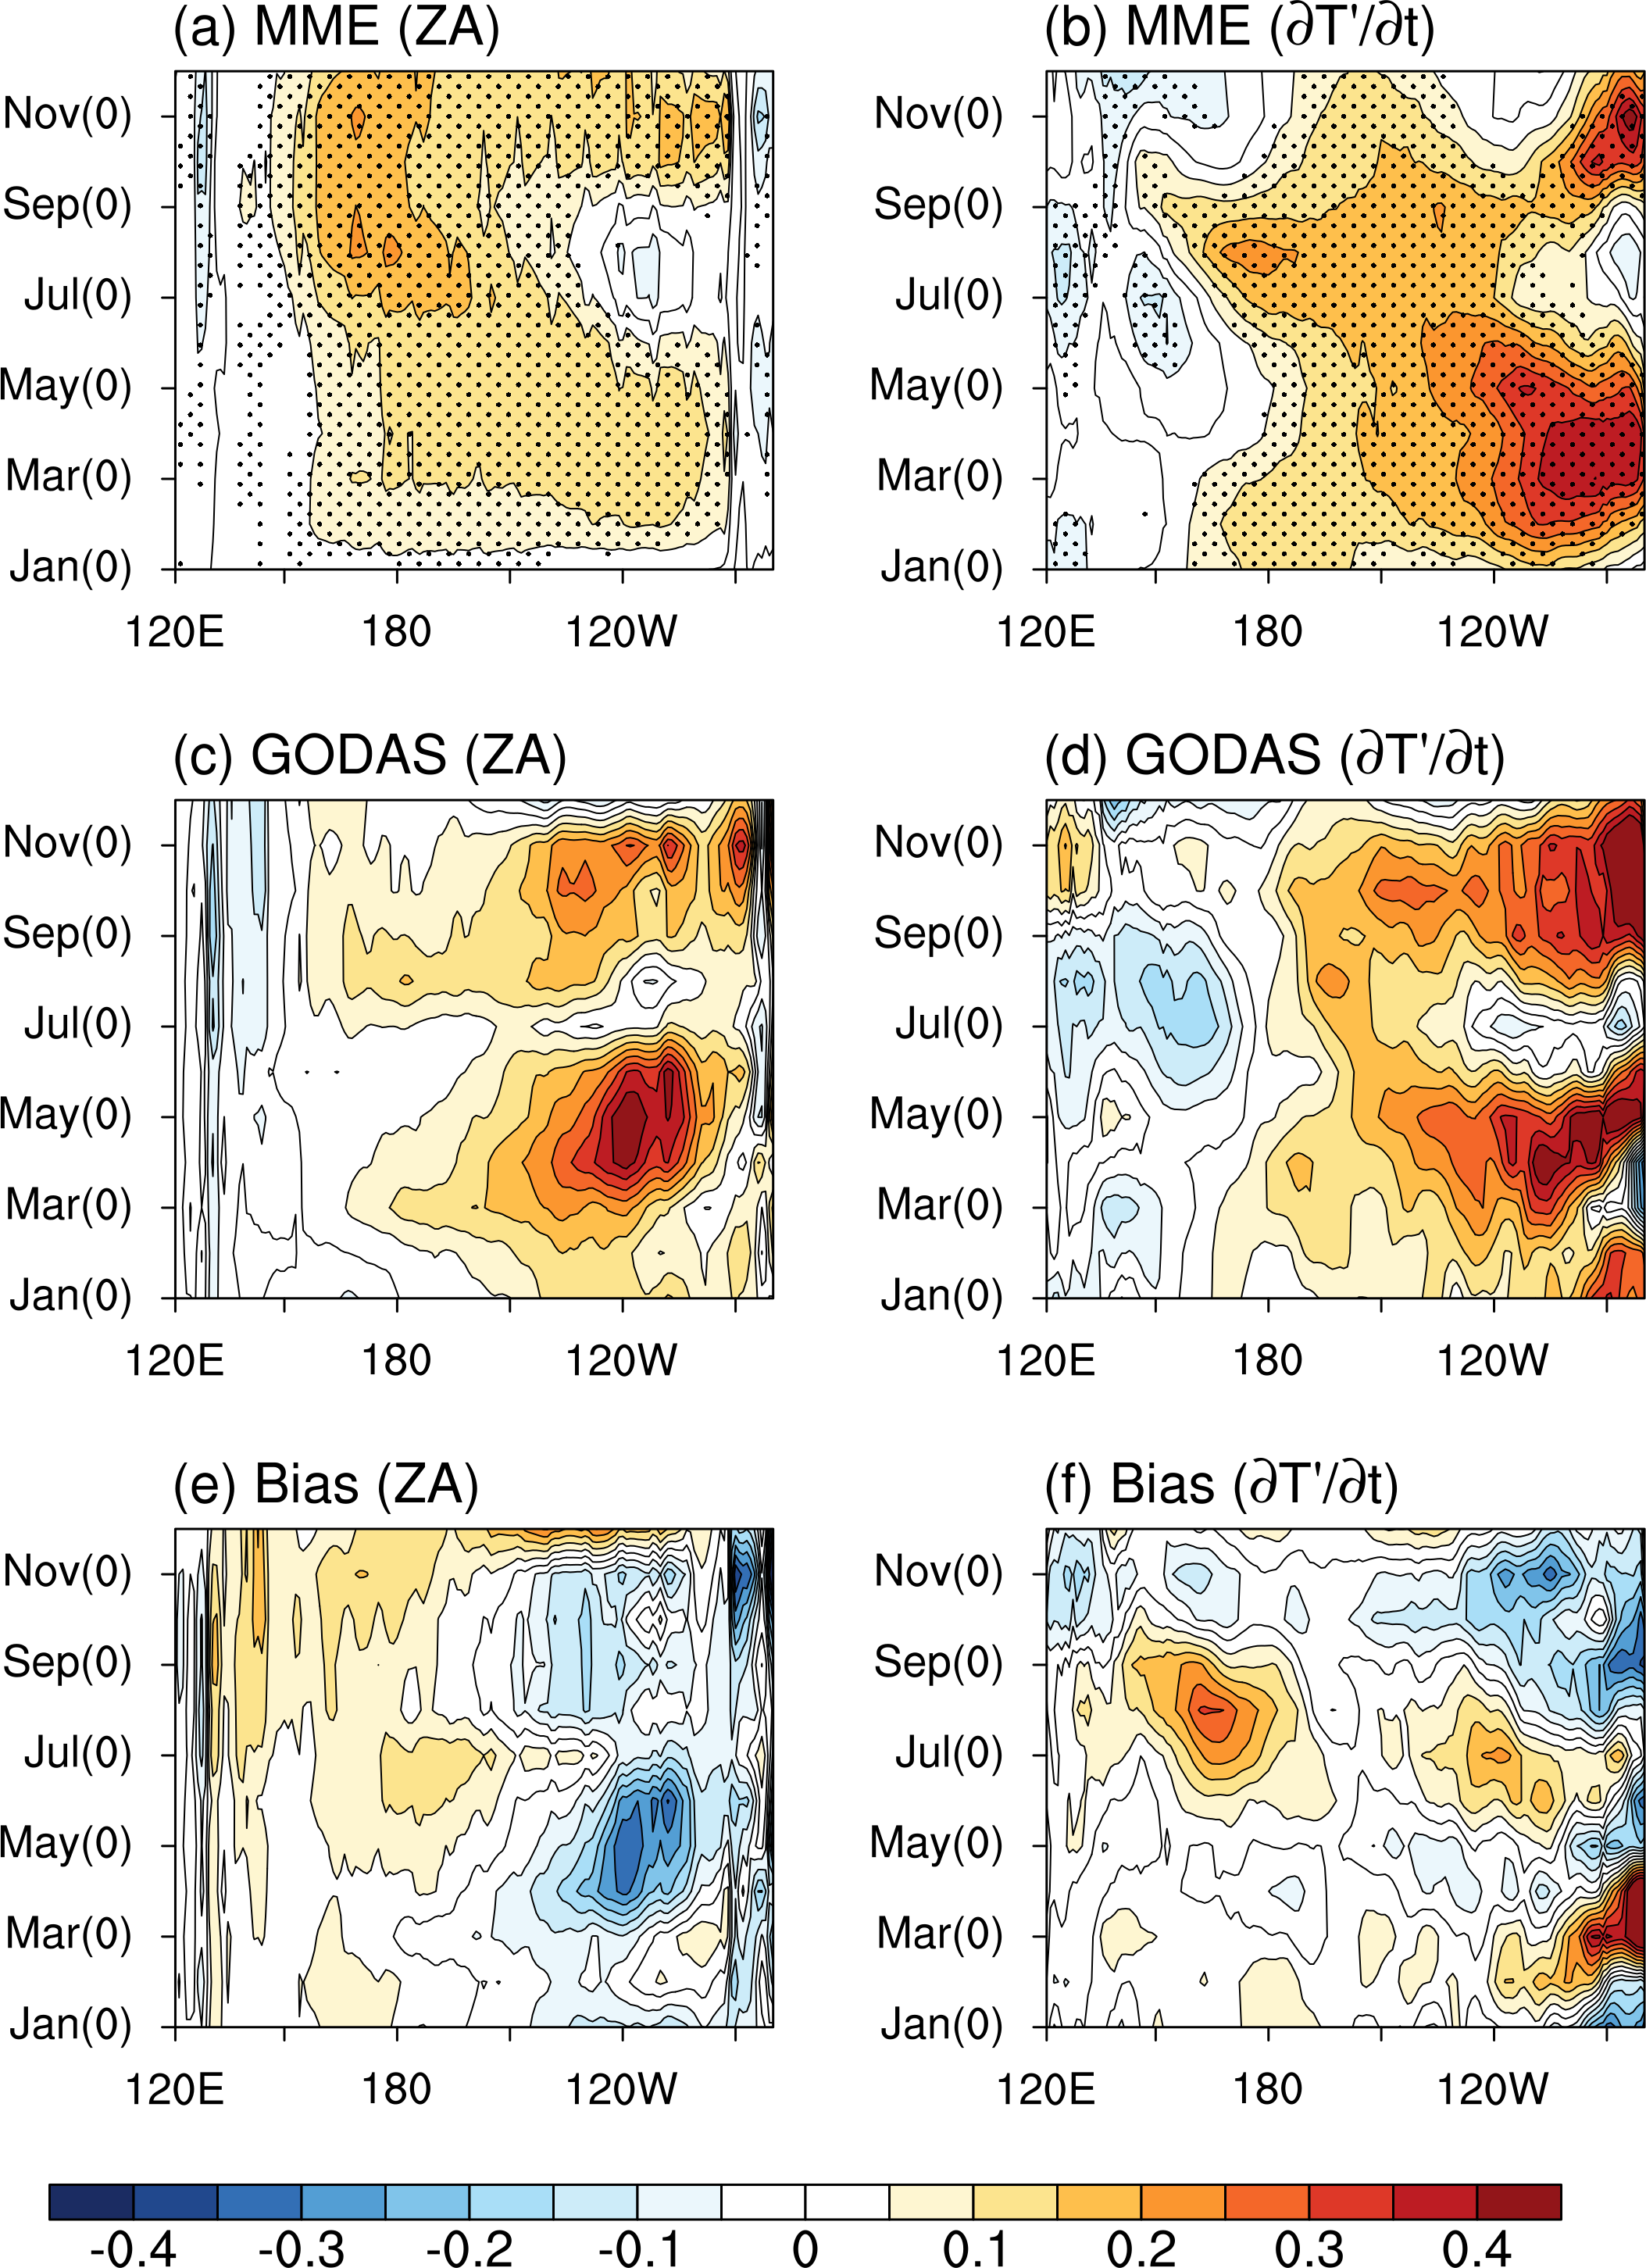 (a) MME (ZA)
Nov(0)
Sep(0)
Jul(0)
May(0)
Mar(0)
Jan(0)
120E 180 120W
(b) MME (∂T'/∂t)
Nov(0)
Sep(0)
Jul(0)
May(0)
Mar(0)
Jan(0)
120E 180 120W
(c) GODAS (ZA)
Nov(0)
Sep(0)
Jul(0)
May(0)
Mar(0)
Jan(0)
120E 180 120W
(d) GODAS (∂T'/∂t)
Nov(0)
Sep(0)
Jul(0)
May(0)
Mar(0)
Jan(0)
120E 180 120W
(e) Bias (ZA)
Nov(0)
Sep(0)
Jul(0)
May(0)
Mar(0)
Jan(0)
120E 180 120W
(f) Bias (∂T'/∂t)
Nov(0)
Sep(0)
Jul(0)
May(0)
Mar(0)
Jan(0)
120E 180 120W
-0.4 -0.3 -0.2 -0.1 0 0.1 0.2 0.3 0.4